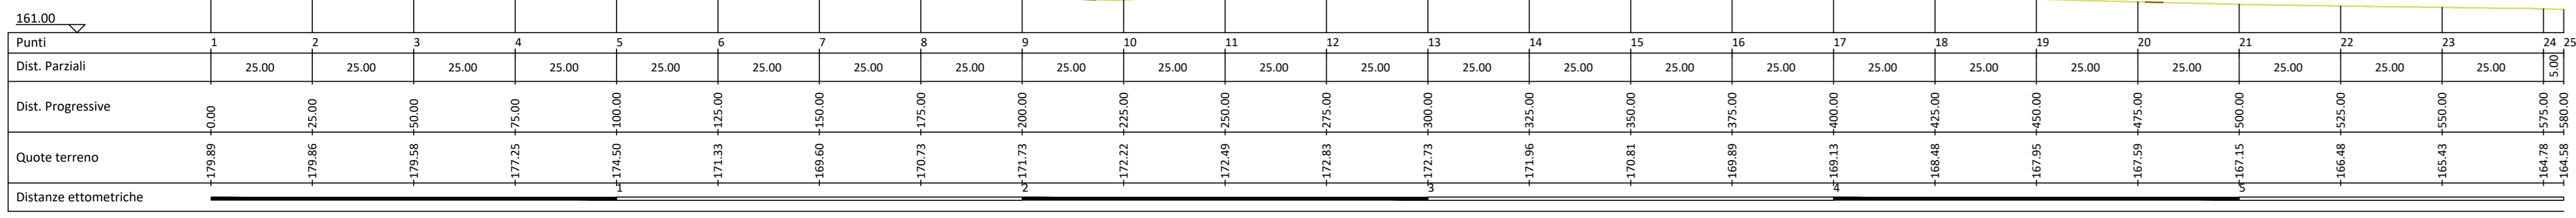 161.00
Punti 1 2 3 4 5 6 7 8 9 10 11 12 13 14 15 16 17 18 19 20 21 22 23 24 25
Dist. Parziali 25.00 25.00 25.00 25.00 25.00 25.00 25.00 25.00 25.00 25.00 25.00 25.00 25.00 25.00 25.00 25.00 25.00 25.00 25.00 25.00 25.00 25.00 25.00 5.00
Dist. Progressive 0.00 25.00 50.00 75.00 100.00 125.00 150.00 175.00 200.00 225.00 250.00 275.00 300.00 325.00 350.00 375.00 400.00 425.00 450.00 475.00 500.00 525.00 550.00 575.00 580.00
Quote terreno 179.89 179.86 179.58 177.25 174.50 171.33 169.60 170.73 171.73 172.22 172.49 172.83 172.73 171.96 170.81 169.89 169.13 168.48 167.95 167.59 167.15 166.48 165.43 164.78 164.58
Distanze ettometriche 1 2 3 4 5